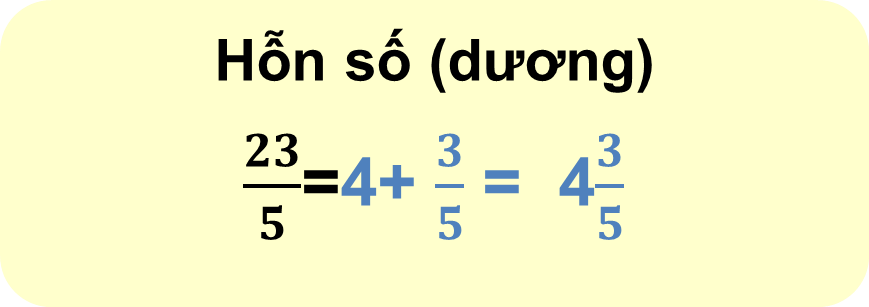 Hỗn số (dương)
23/5 = 4 + 3/5 = 4 3/5